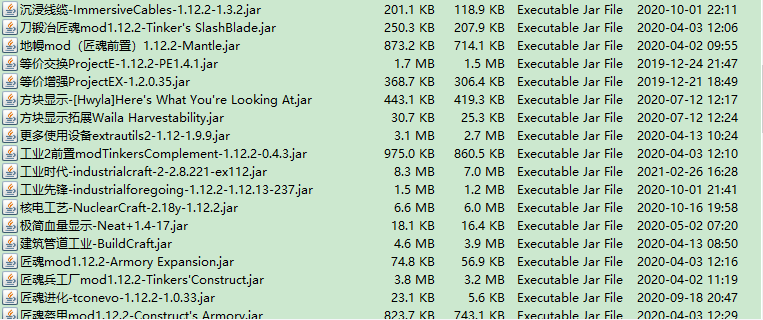 沉浸线缆-ImmersiveCables-1.12.2-1.3.2.jar 201.1 KB 118.9 KB Executable Jar File 2020-10-01 22:11
刀锻冶匠魂mod1.12.2-Tinker's SlashBlade.jar 250.3 KB 207.9 KB Executable Jar File 2020-04-03 12:06
地幔mod（匠魂前置）1.12.2-Mantle.jar 873.2 KB 714.1 KB Executable Jar File 2020-04-02 09:55
等价交换ProjectE-1.12.2-PE1.4.1.jar 1.7 MB 1.5 MB Executable Jar File 2019-12-24 21:47
等价增强ProjectEX-1.2.0.35.jar 368.7 KB 306.4 KB Executable Jar File 2019-12-21 18:49
方块显示-[Hwyla]Here's What You're Looking At.jar 443.1 KB 419.3 KB Executable Jar File 2020-07-12 12:17
方块显示拓展Waila Harvestability.jar 30.7 KB 25.3 KB Executable Jar File 2020-07-12 12:24
更多使用设备extrautils2-1.12-1.9.9.jar 3.1 MB 2.7 MB Executable Jar File 2020-04-13 10:24
工业2前置modTinkersComplement-1.12.2-0.4.3.jar 975.0 KB 860.5 KB Executable Jar File 2020-04-03 12:10
工业时代-industrialcraft-2-2.8.221-ex112.jar 8.3 MB 7.0 MB Executable Jar File 2021-02-26 16:28
工业先锋-industrialforegoing-1.12.2-1.12.13-237.jar 1.5 MB 1.2 MB Executable Jar File 2020-10-01 21:41
核电工艺-NuclearCraft-2.18y-1.12.2.jar 6.6 MB 6.0 MB Executable Jar File 2020-10-16 19:58
极简血量显示-Neat+1.4-17.jar 18.1 KB 16.4 KB Executable Jar File 2020-05-02 07:20
建筑管道工业-BuildCraft.jar 4.6 MB 3.9 MB Executable Jar File 2020-04-13 08:50
匠魂mod1.12.2-Armory Expansion.jar 74.8 KB 56.9 KB Executable Jar File 2020-04-03 12:16
匠魂兵工厂mod1.12.2-Tinkers'Construct.jar 3.8 MB 3.2 MB Executable Jar File 2020-04-02 11:19
匠魂进化-tconevo-1.12.2-1.0.33.jar 23.1 KB 5.6 KB Executable Jar File 2020-09-18 20:47
匠魂盔甲mod1.12.2-Construct's Armory.jar 823.7 KB 743.1 KB Executable Jar File 2020-04-03 12:29